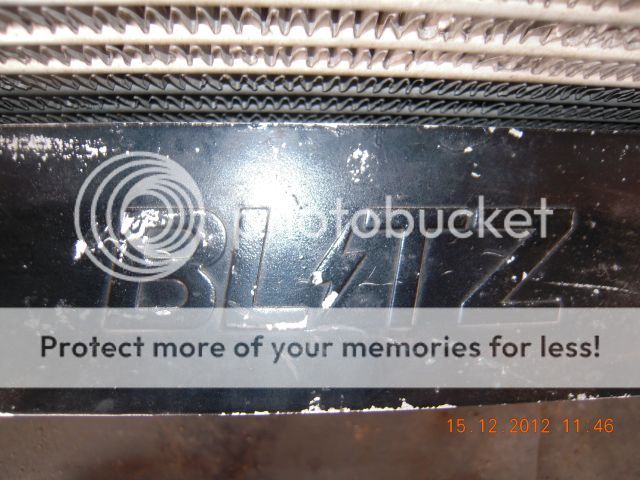 photobucket
BLITZ
Protect more of your memories for less!
15.12.2012 11:46